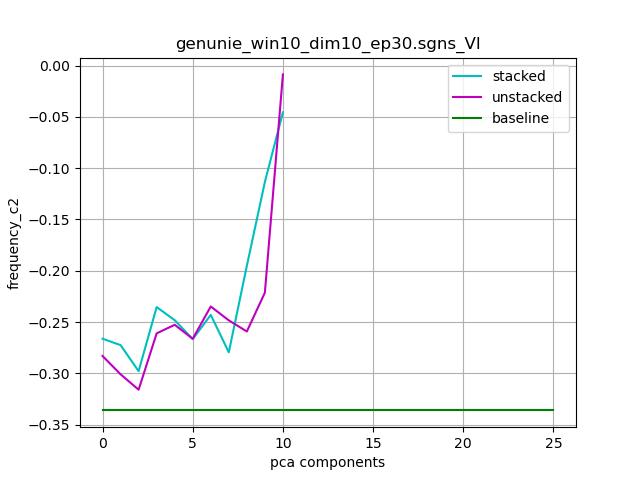 genunie_win10_dim10_ep30.sgns_VI
0.00
−0.05
−0.10
−0.15
−0.20
−0.25
−0.30
−0.35
frequency_c2
stacked
unstacked
baseline
0 5 10 15 20 25
pca components